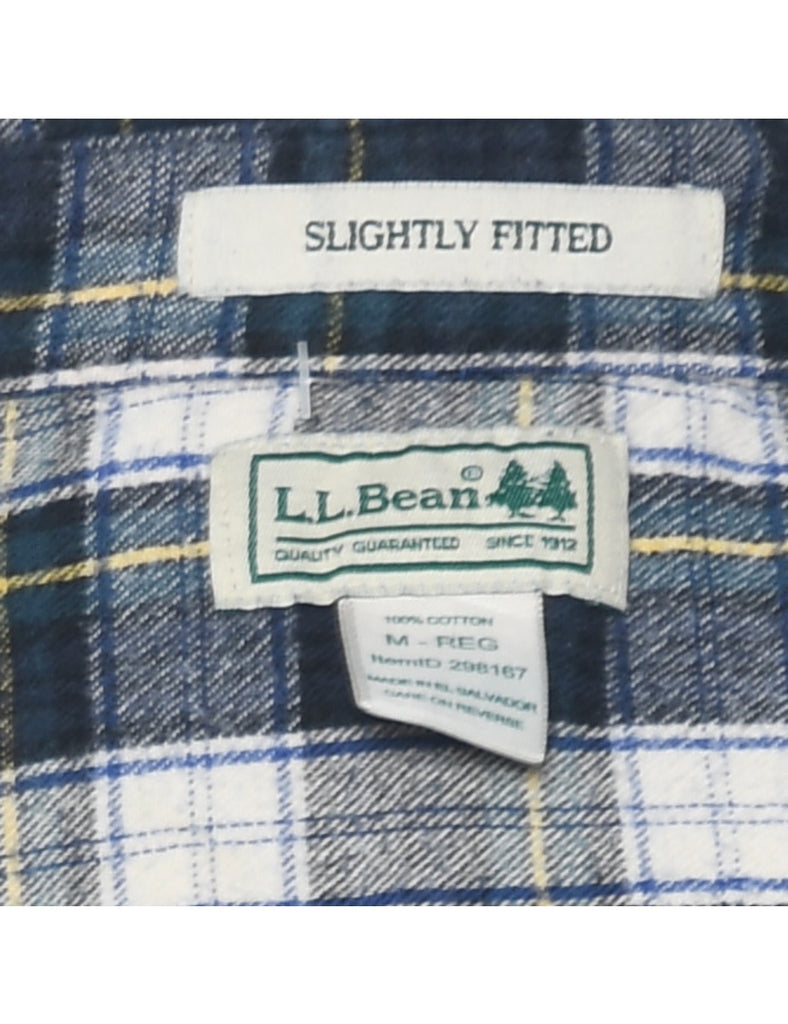 SLIGHTLY FITTED
L.L.Bean©
QUALITY GUARANTEED SINCE 1912
100% COTTON
M - REG
ItemID 298167
MADE IN EL SALVADOR
CARE ON REVERSE